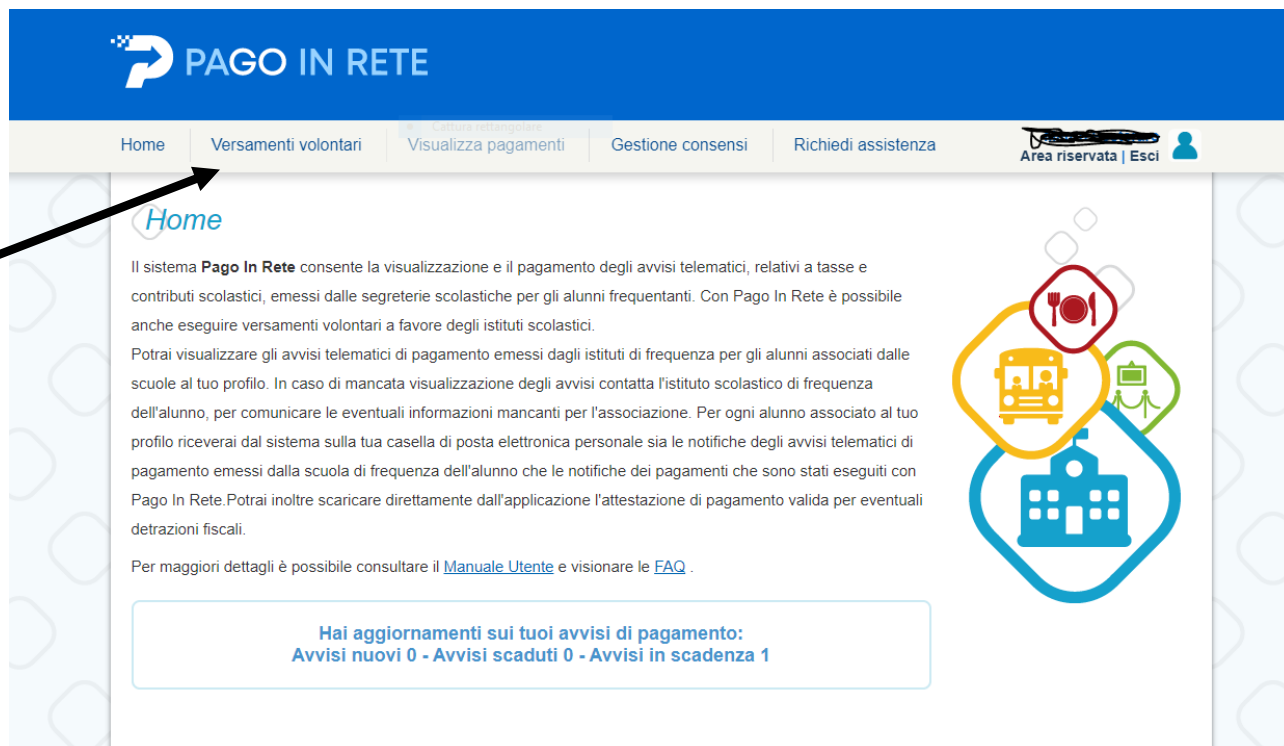 PAGO IN RETE
Cattura rettangolare
Home Versamenti volontari Visualizza pagamenti Gestione consensi Richiedi assistenza
Area riservata | Esci
Home
Il sistema Pago In Rete consente la visualizzazione e il pagamento degli avvisi telematici, relativi a tasse e
contributi scolastici, emessi dalle segreterie scolastiche per gli alunni frequentanti. Con Pago In Rete è possibile
anche eseguire versamenti volontari a favore degli istituti scolastici.
Potrai visualizzare gli avvisi telematici di pagamento emessi dagli istituti di frequenza per gli alunni associati dalle
scuole al tuo profilo. In caso di mancata visualizzazione degli avvisi contatta l'istituto scolastico di frequenza
dell'alunno, per comunicare le eventuali informazioni mancanti per l'associazione. Per ogni alunno associato al tuo
profilo riceverai dal sistema sulla tua casella di posta elettronica personale sia le notifiche degli avvisi telematici di
pagamento emessi dalla scuola di frequenza dell'alunno che le notifiche dei pagamenti che sono stati eseguiti con
Pago In Rete.Potrai inoltre scaricare direttamente dall'applicazione l'attestazione di pagamento valida per eventuali
detrazioni fiscali.
Per maggiori dettagli è possibile consultare il Manuale Utente e visionare le FAQ .
Hai aggiornamenti sui tuoi avvisi di pagamento:
Avvisi nuovi 0 - Avvisi scaduti 0 - Avvisi in scadenza 1